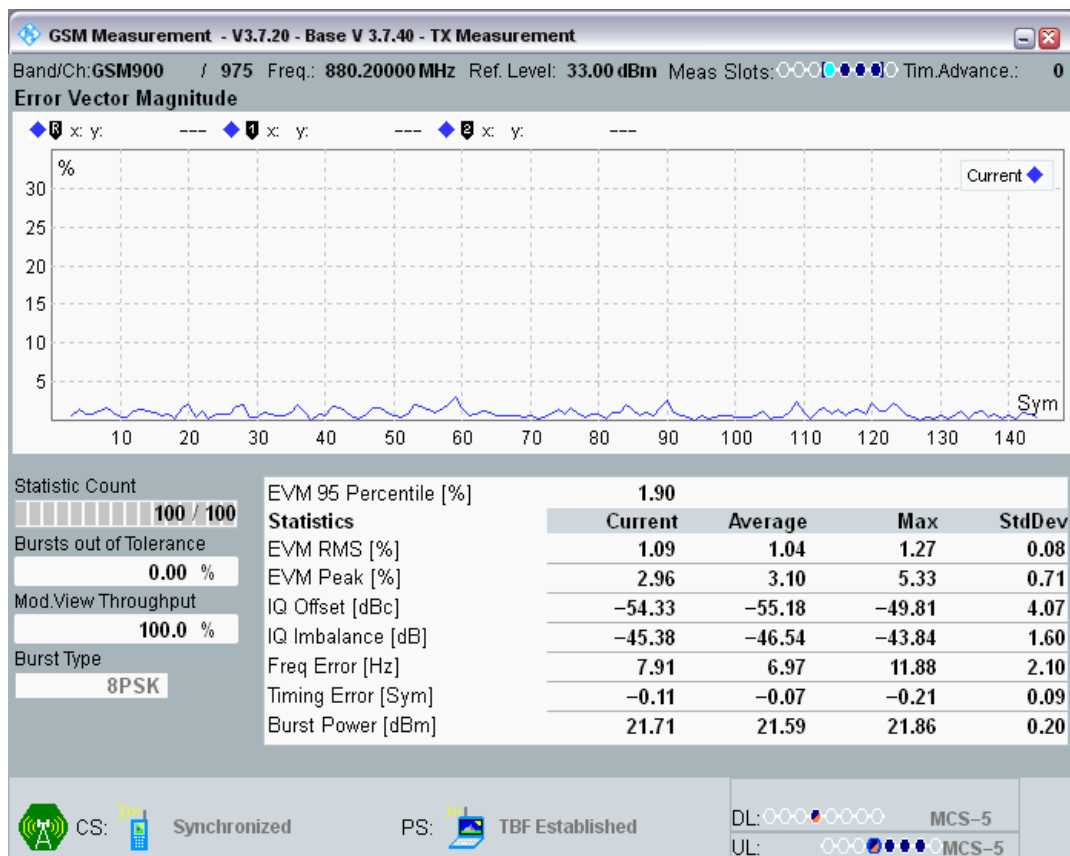 GSM Measurement - V3.7.20 - Base V 3.7.40 - TX Measurement
Band/Ch:GSM900 / 975 Freq.: 880.20000 MHz Ref. Level: 33.00 dBm Meas Slots: Tim.Advance.: 0
Error Vector Magnitude
R x: y: --- 1 x: y: --- 2 x: y: ---
%
Current
30
25
20
15
10
5
Sym
10 20 30 40 50 60 70 80 90 100 110 120 130 140
Statistic Count
100 / 100
Bursts out of Tolerance
0.00 %
Mod.View Throughput
100.0 %
Burst Type
8PSK
EVM 95 Percentile [%] 1.90
Statistics Current Average Max StdDev
EVM RMS [%] 1.09 1.04 1.27 0.08
EVM Peak [%] 2.96 3.10 5.33 0.71
IQ Offset [dBc] −54.33 −55.18 −49.81 4.07
IQ Imbalance [dB] −45.38 −46.54 −43.84 1.60
Freq Error [Hz] 7.91 6.97 11.88 2.10
Timing Error [Sym] −0.11 −0.07 −0.21 0.09
Burst Power [dBm] 21.71 21.59 21.86 0.20
CS: Synchronized PS: TBF Established
DL: MCS−5
UL: MCS−5